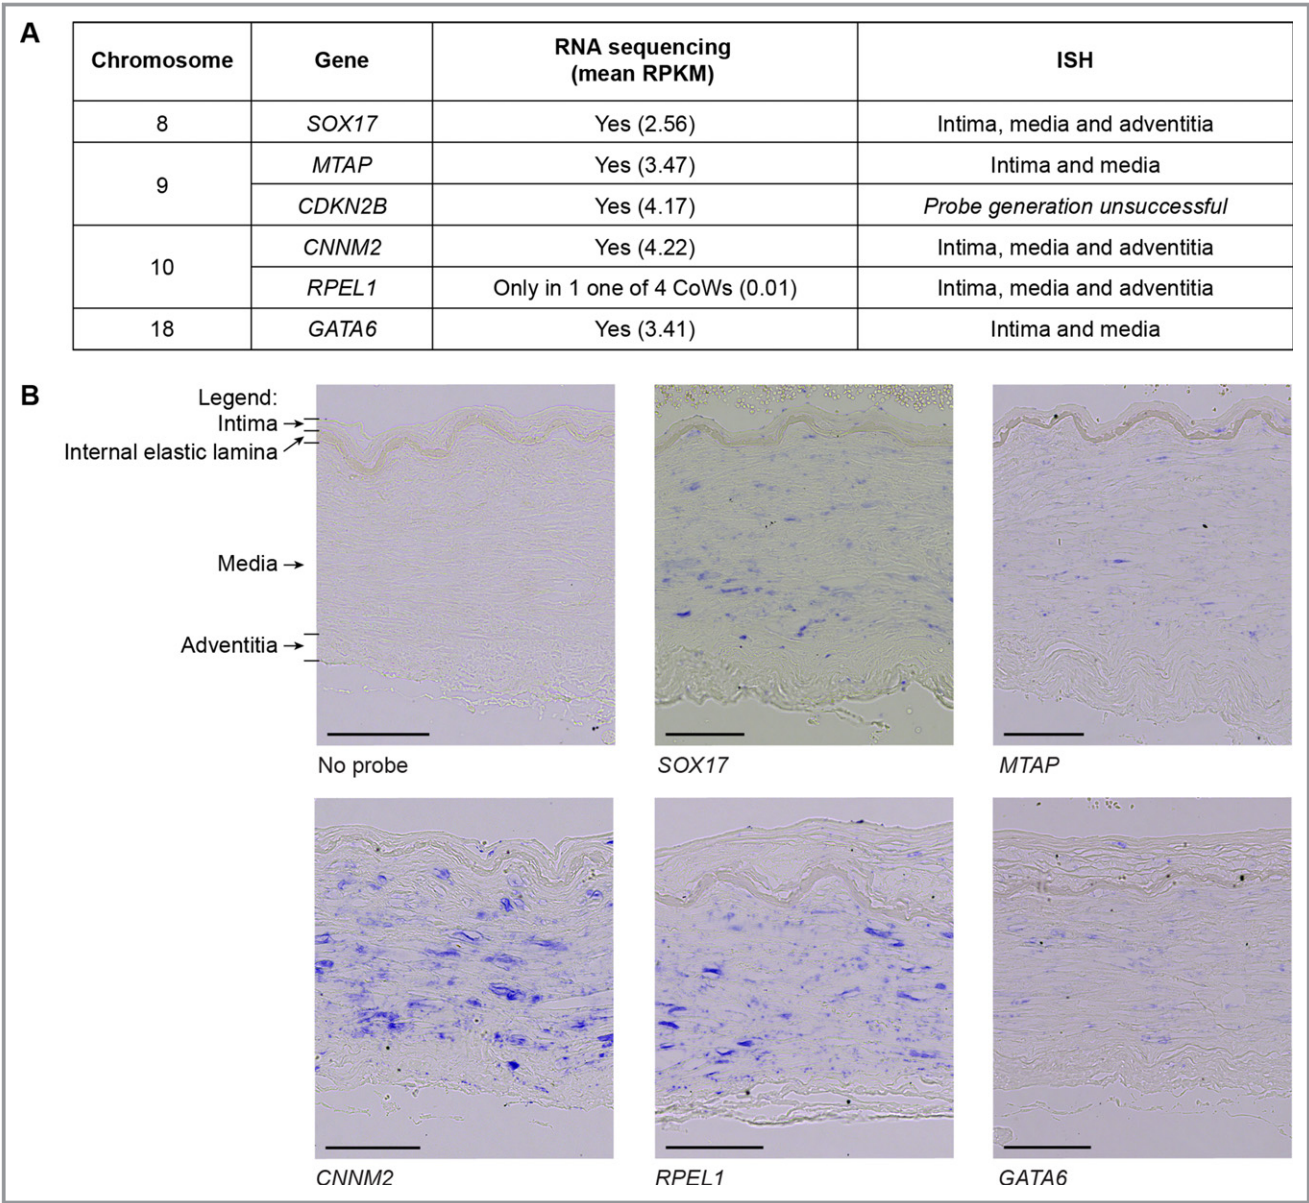 A
Chromosome Gene RNA sequencing (mean RPKM) ISH
8 SOX17 Yes (2.56) Intima, media and adventitia
9 MTAP Yes (3.47) Intima and media
CDKN2B Yes (4.17) Probe generation unsuccessful
10 CNNM2 Yes (4.22) Intima, media and adventitia
RPEL1 Only in 1 one of 4 CoWs (0.01) Intima, media and adventitia
18 GATA6 Yes (3.41) Intima and media
B
Legend:
Intima
Internal elastic lamina
Media
Adventitia
No probe SOX17 MTAP
CNNM2 RPEL1 GATA6